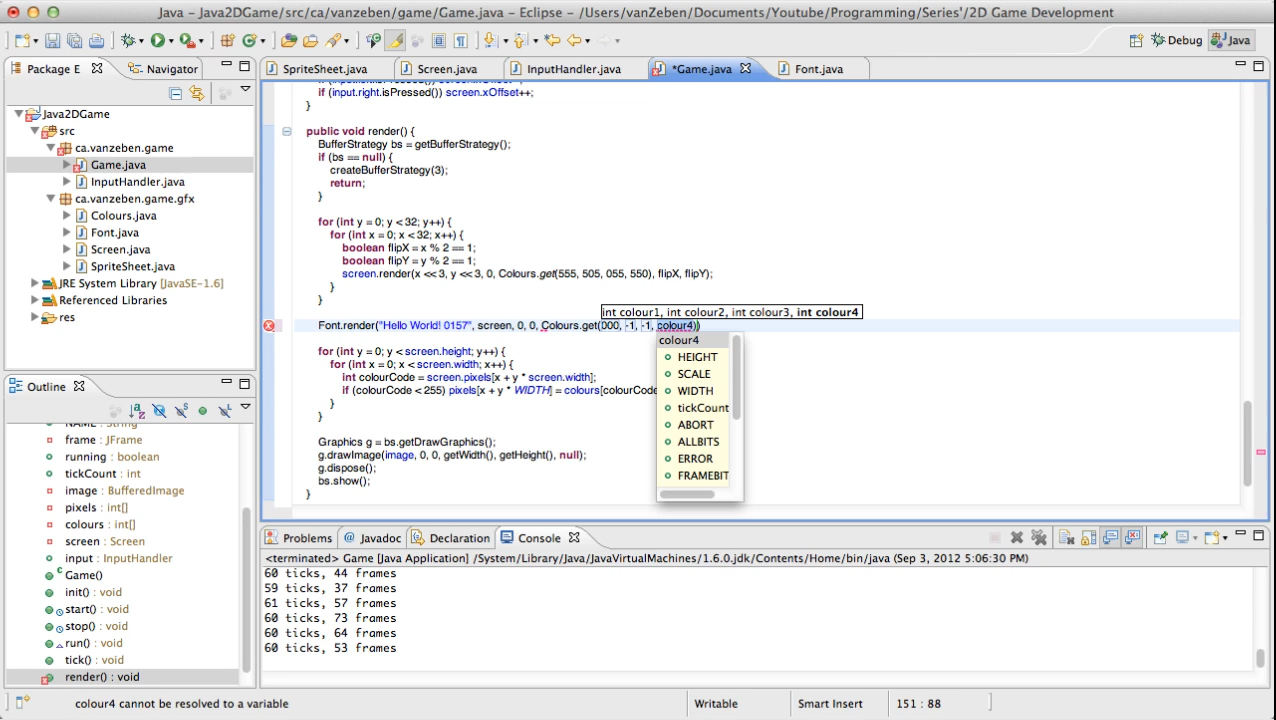 Java – Java2DGame/src/ca/vanzeben/game/Game.java – Eclipse – /Users/vanZeben/Documents/Youtube/Programming/Series'/2D Game Development
Debug
Java
Package E
Navigator
Java2DGame
src
ca.vanzeben.game
Game.java
InputHandler.java
ca.vanzeben.game.gfx
Colours.java
Font.java
Screen.java
SpriteSheet.java
JRE System Library [JavaSE-1.6]
Referenced Libraries
res
Outline
frame : JFrame
running : boolean
tickCount : int
image : BufferedImage
pixels : int[]
colours : int[]
screen : Screen
input : InputHandler
Game()
init() : void
start() : void
stop() : void
run() : void
tick() : void
render() : void
SpriteSheet.java
Screen.java
InputHandler.java
*Game.java
Font.java
if (input.right.isPressed()) screen.xOffset++;
}
public void render() {
BufferStrategy bs = getBufferStrategy();
if (bs == null) {
createBufferStrategy(3);
return;
}
for (int y = 0; y < 32; y++) {
for (int x = 0; x < 32; x++) {
boolean flipX = x % 2 == 1;
boolean flipY = y % 2 == 1;
screen.render(x << 3, y << 3, 0, Colours.get(555, 505, 055, 550), flipX, flipY);
}
}
int colour1, int colour2, int colour3, int colour4
Font.render("Hello World! 0157", screen, 0, 0, Colours.get(000, -1, -1, colour4))
colour4
HEIGHT
SCALE
WIDTH
tickCount
ABORT
ALLBITS
ERROR
FRAMEBIT
for (int y = 0; y < screen.height; y++) {
for (int x = 0; x < screen.width; x++) {
int colourCode = screen.pixels[x + y * screen.width];
if (colourCode < 255) pixels[x + y * WIDTH] = colours[colourCode
}
}
Graphics g = bs.getDrawGraphics();
g.drawImage(image, 0, 0, getWidth(), getHeight(), null);
g.dispose();
bs.show();
}
Problems
Javadoc
Declaration
Console
<terminated> Game [Java Application] /System/Library/Java/JavaVirtualMachines/1.6.0.jdk/Contents/Home/bin/java (Sep 3, 2012 5:06:30 PM)
60 ticks, 44 frames
59 ticks, 37 frames
61 ticks, 57 frames
60 ticks, 73 frames
60 ticks, 64 frames
60 ticks, 53 frames
colour4 cannot be resolved to a variable
Writable
Smart Insert
151 : 88